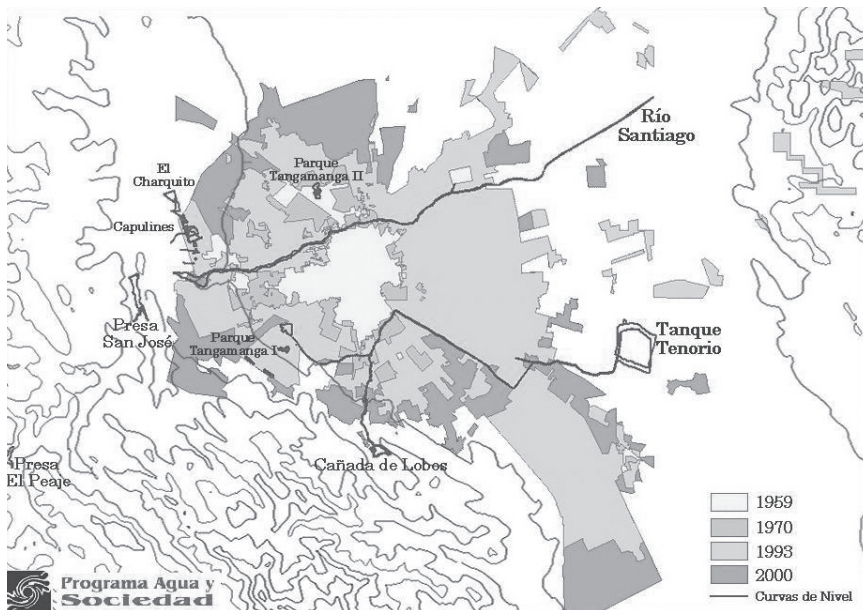 Río
Santiago
El
Charquito
Parque
Tangamanga II
Capulines
Presa
San José
Parque
Tangamanga I
Tanque
Tenorio
Cañada de Lobos
Presa
El Peaje
1959
1970
1993
2000
Curvas de Nivel
Programa Agua y
Sociedad